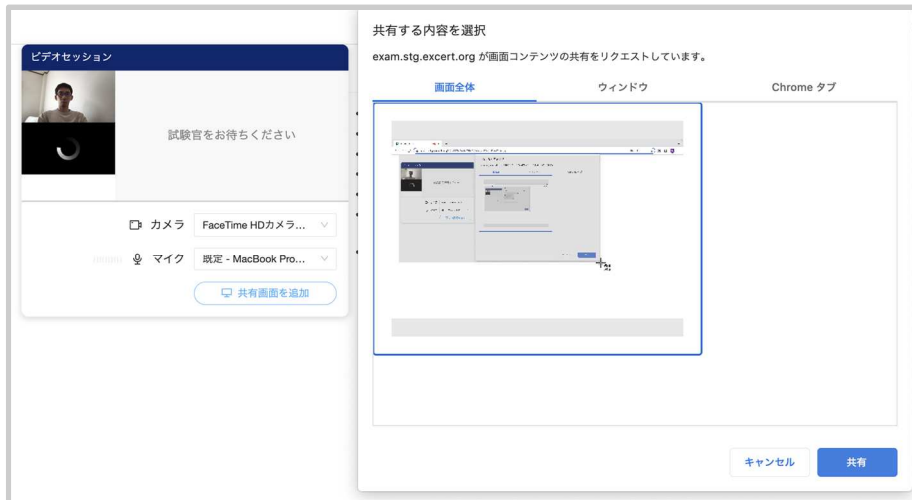 ビデオセッション
試験官をお待ちください
カメラ
FaceTime HDカメラ...
マイク
既定 - MacBook Pro...
共有画面を追加
共有する内容を選択
exam.stg.excert.org が画面コンテンツの共有をリクエストしています。
画面全体
ウィンドウ
Chrome タブ
キャンセル
共有